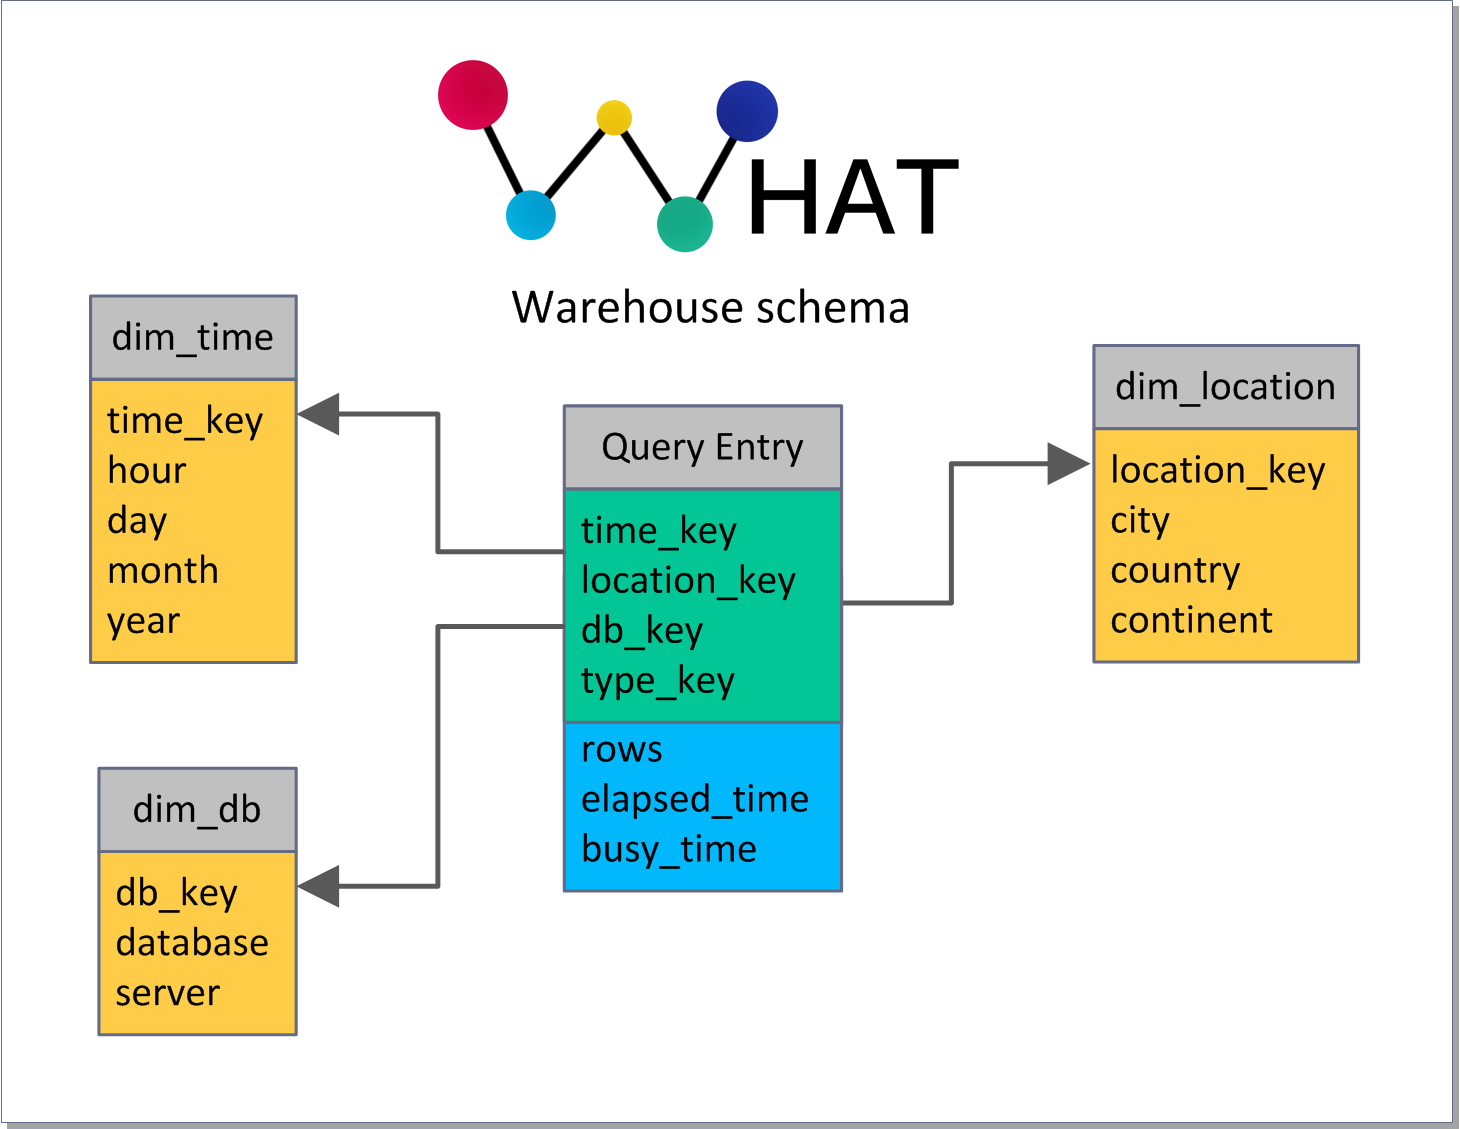 WHAT
Warehouse schema
dim_time
time_key
hour
day
month
year
dim_db
db_key
database
server
Query Entry
time_key
location_key
db_key
type_key
rows
elapsed_time
busy_time
dim_location
location_key
city
country
continent